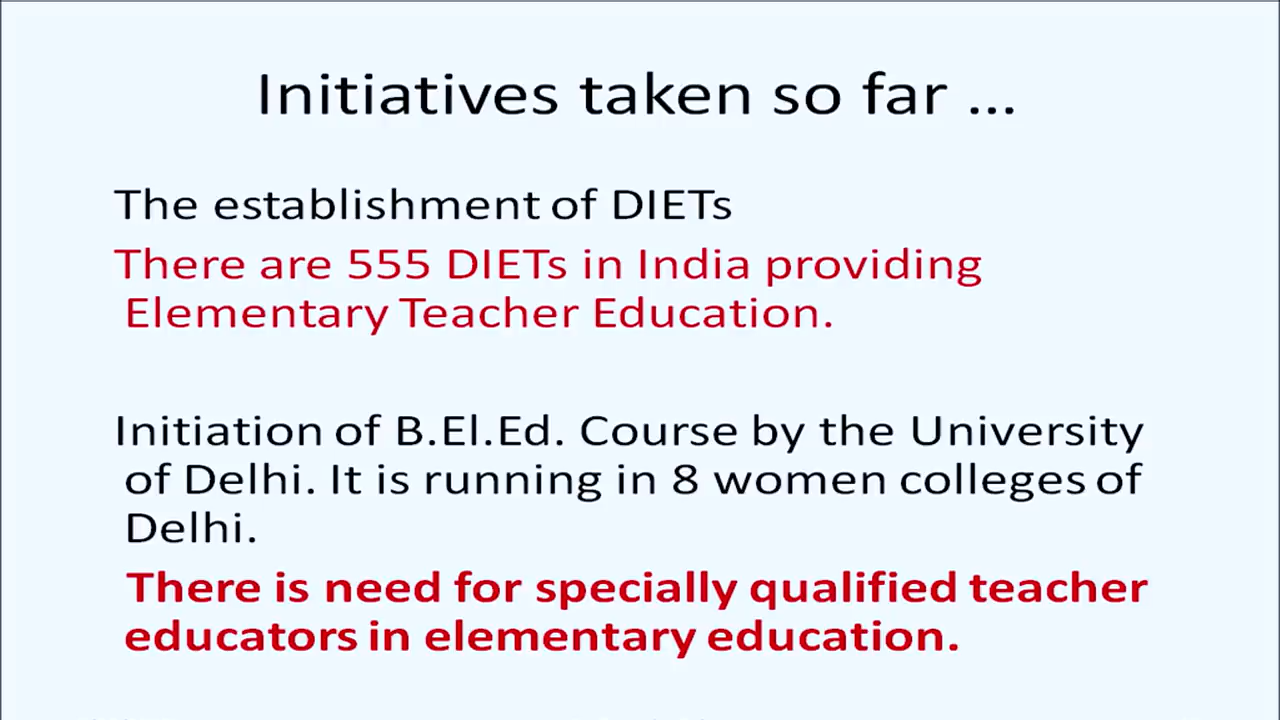 Initiatives taken so far ...
The establishment of DIETs
There are 555 DIETs in India providing
Elementary Teacher Education.
Initiation of B.El.Ed. Course by the University
of Delhi. It is running in 8 women colleges of
Delhi.
There is need for specially qualified teacher
educators in elementary education.